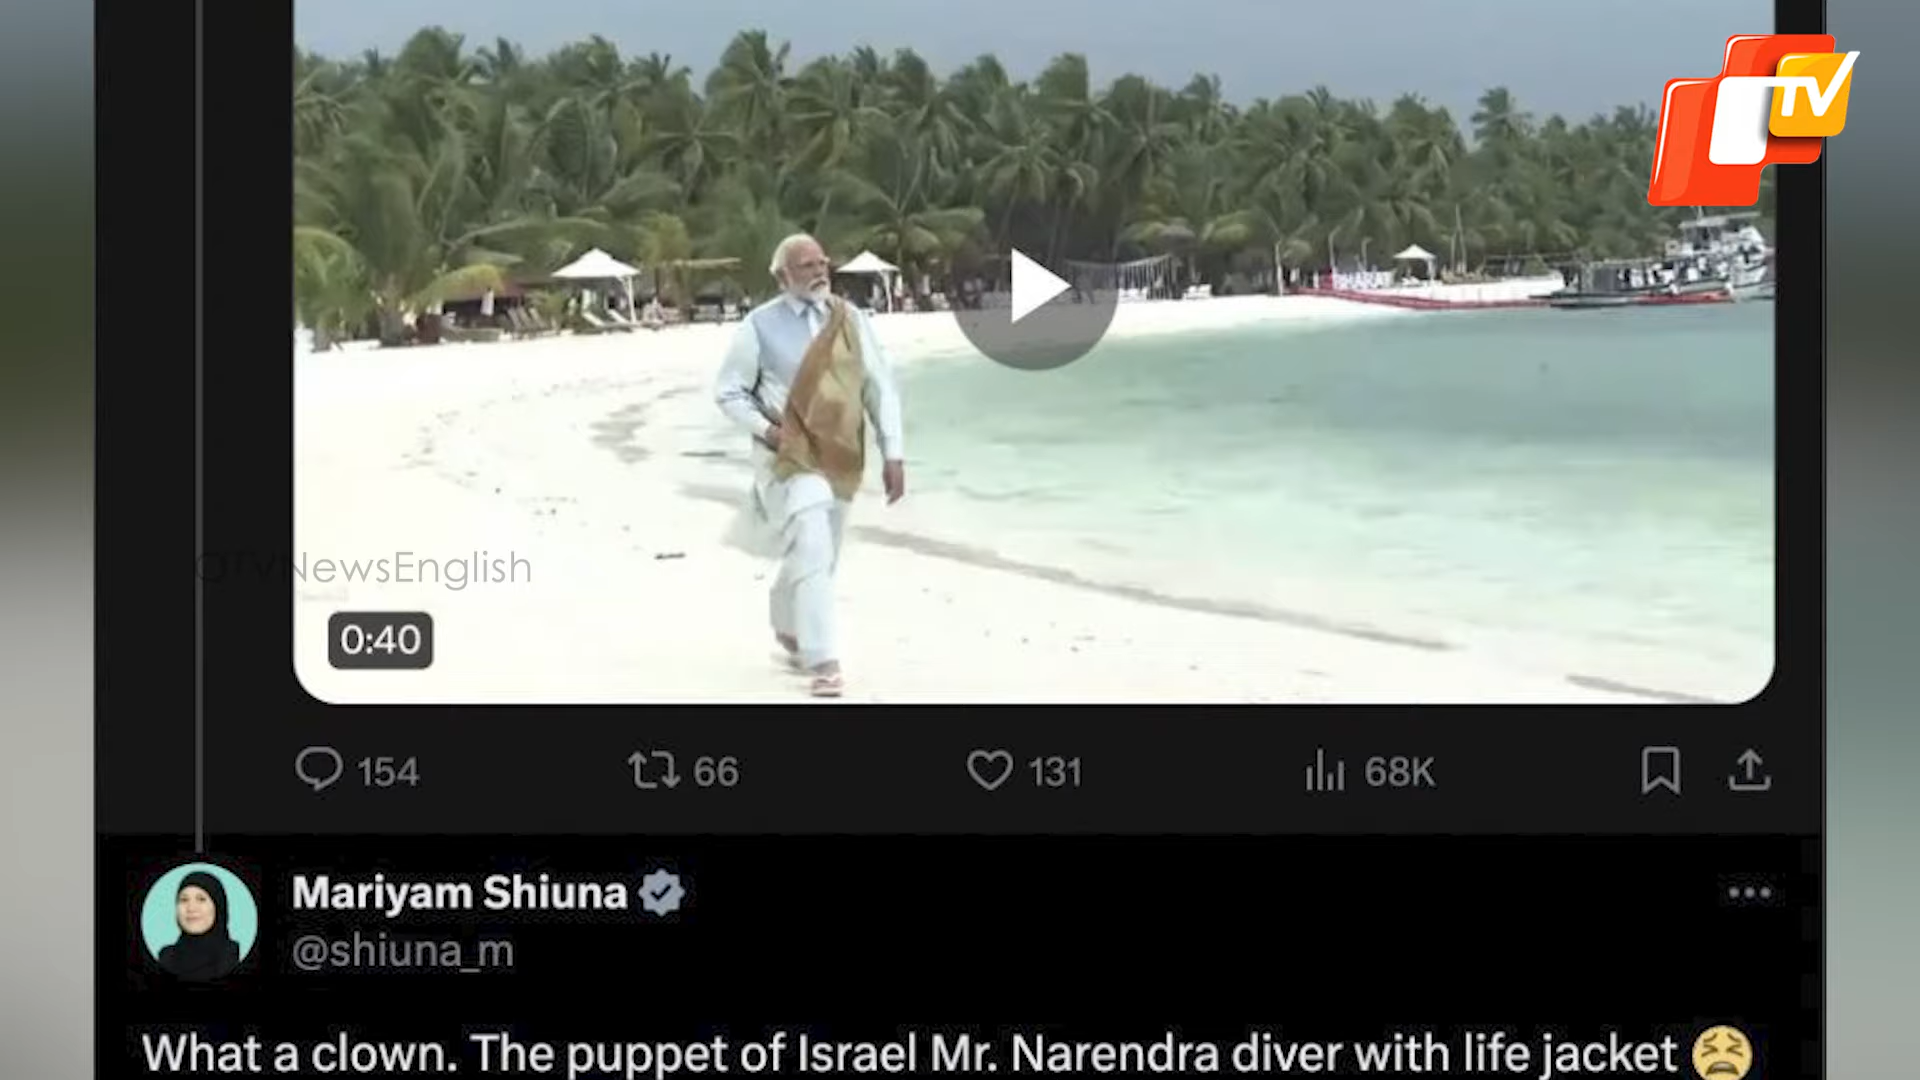 TV
OTVNewsEnglish
0:40
154
66
131
68K
Mariyam Shiuna
@shiuna_m
What a clown. The puppet of Israel Mr. Narendra diver with life jacket 😫